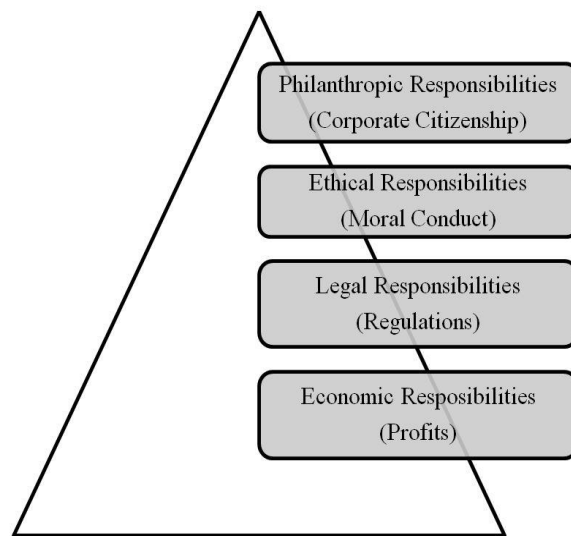 Philanthropic Responsibilities
(Corporate Citizenship)
Ethical Responsibilities
(Moral Conduct)
Legal Responsibilities
(Regulations)
Economic Resposibilities
(Profits)